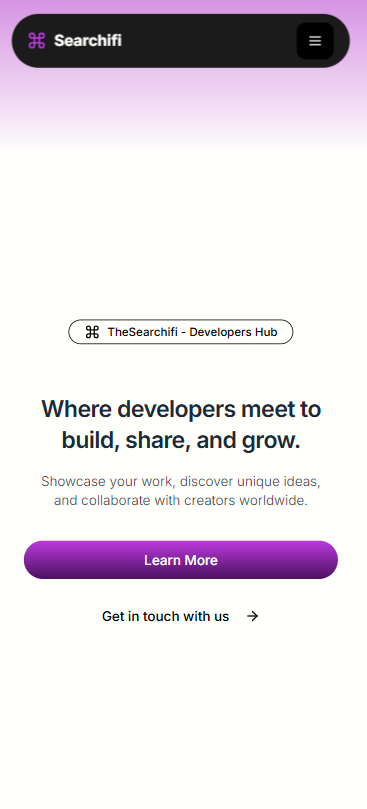 Searchifi
TheSearchifi - Developers Hub
Where developers meet to
build, share, and grow.
Showcase your work, discover unique ideas,
and collaborate with creators worldwide.
Learn More
Get in touch with us